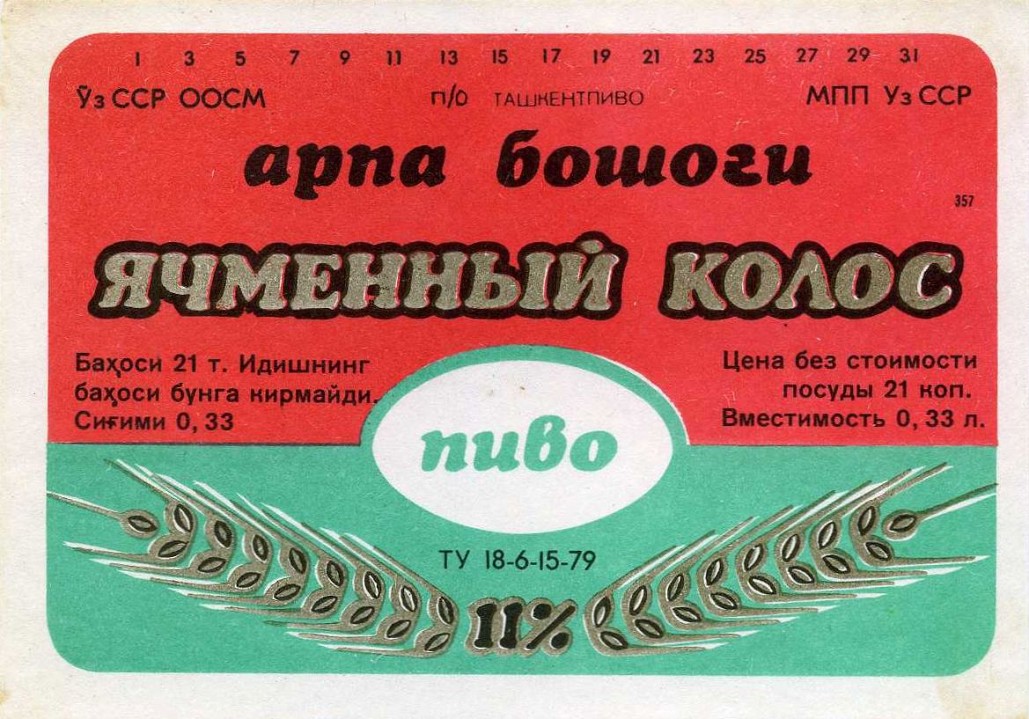 1 3 5 7 9 11 13 15 17 19 21 23 25 27 29 31
Ўз ССР ООСМ п/о ТАШКЕНТПИВО МПП Уз ССР
арпа бошоги
357
ЯЧМЕННЫЙ КОЛОС
Баҳоси 21 т. Идишнинг
баҳоси бунга кирмайди.
Сиғими 0,33
Цена без стоимости
посуды 21 коп.
Вместимость 0,33 л.
пиво
ТУ 18-6-15-79
11%